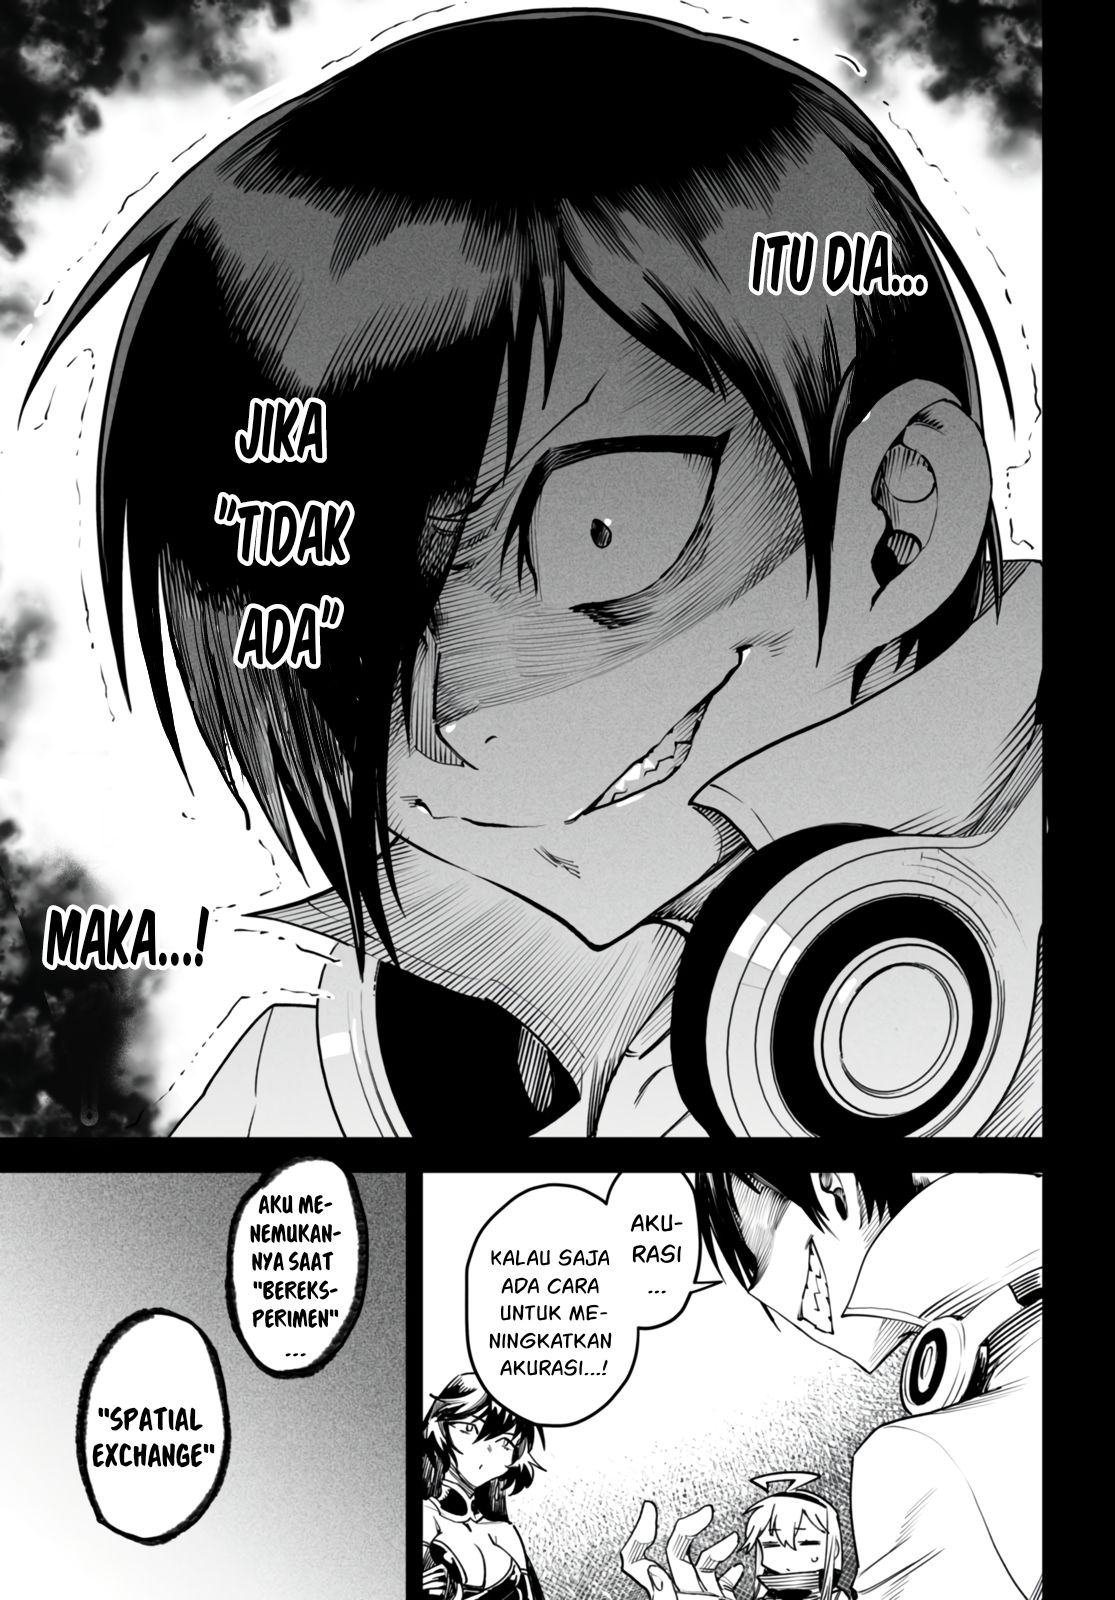 ITU DIA...
JIKA
"TIDAK
ADA"
MAKA...!
AKU-
RASI
...
KALAU SAJA
ADA CARA
UNTUK ME-
NINGKATKAN
AKURASI...!
AKU ME-
NEMUKAN-
NYA SAAT
"BEREKS-
PERIMEN"
...
"SPATIAL
EXCHANGE"